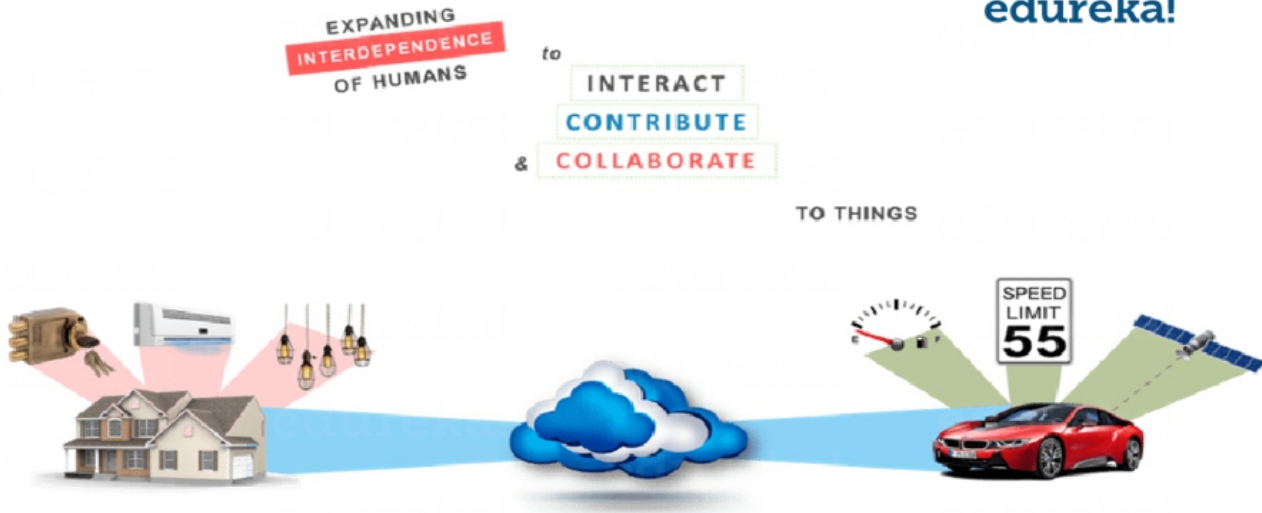 edureka!
EXPANDING
INTERDEPENDENCE
OF HUMANS
to
INTERACT
CONTRIBUTE
& COLLABORATE
TO THINGS
E F
SPEED
LIMIT
55